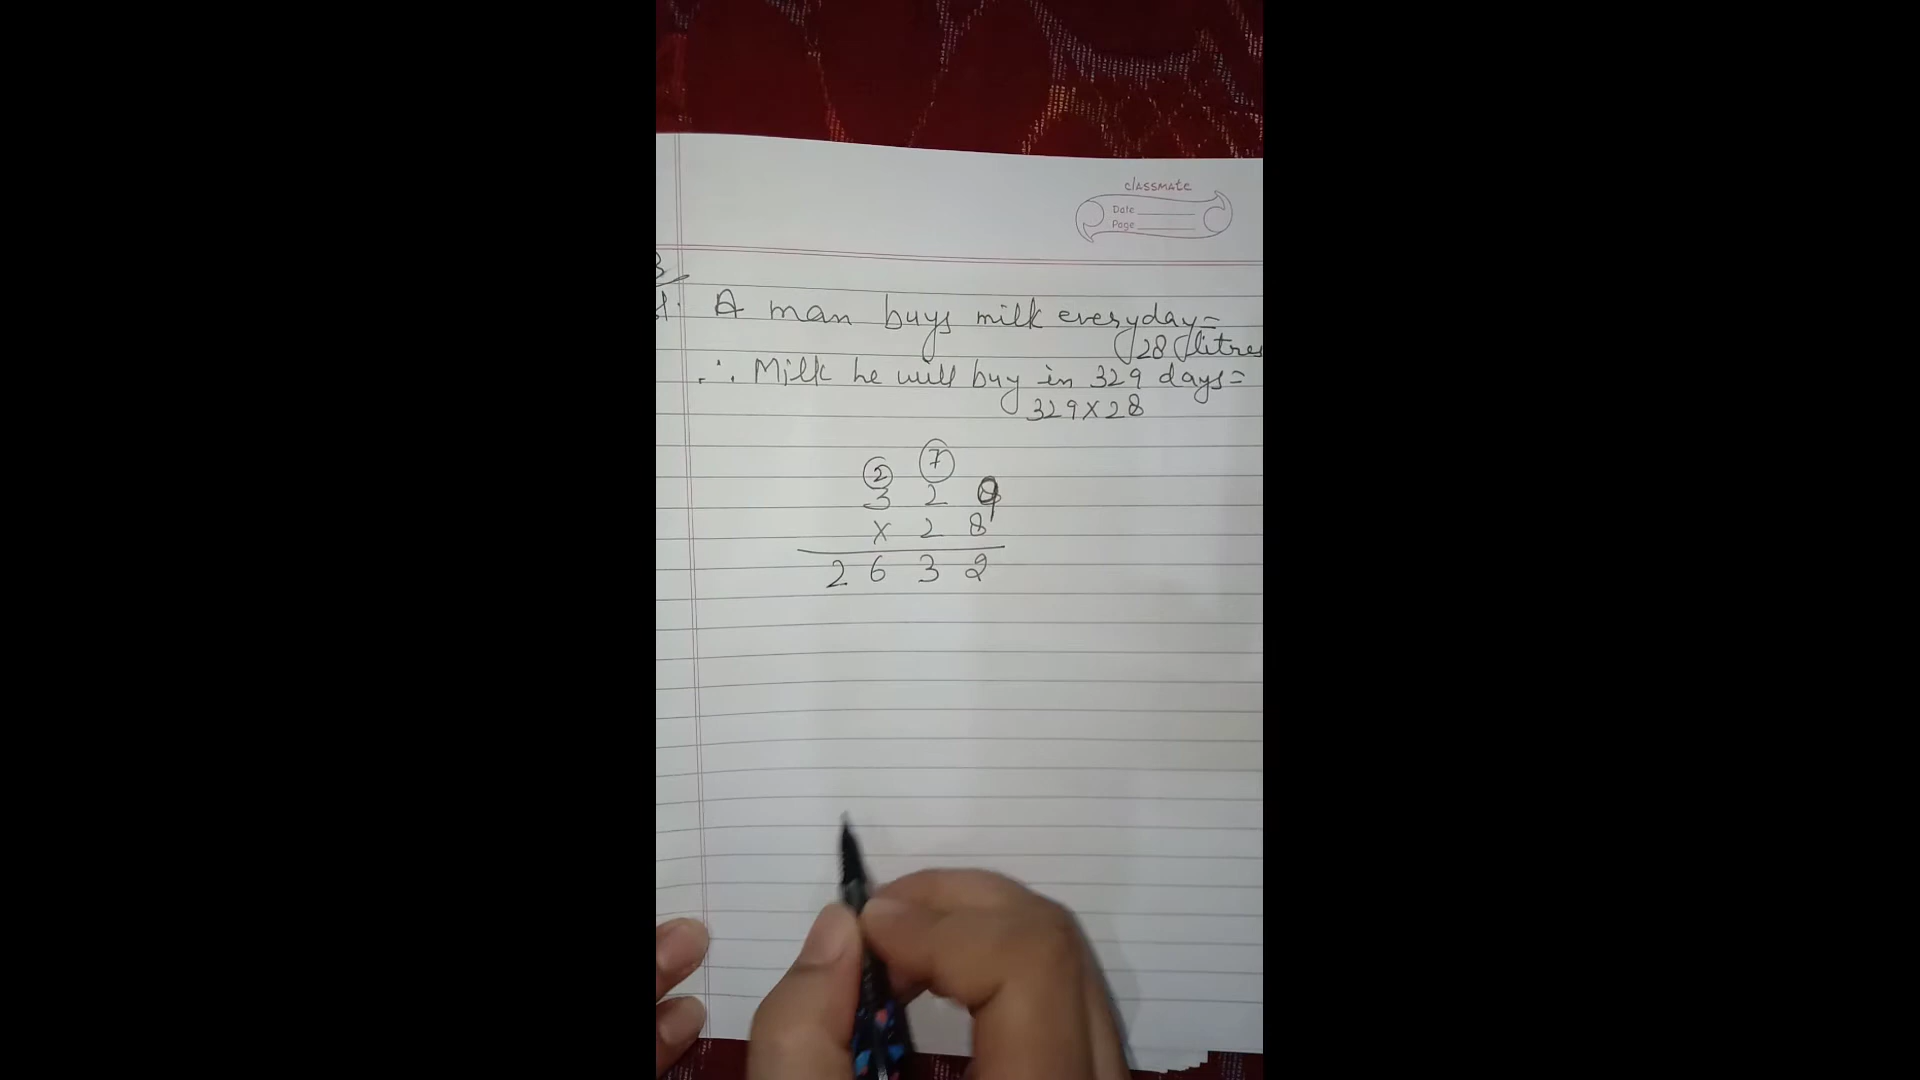 classmate
Date
Page
A man buys milk everyday=
28 litres
∴ Milk he will buy in 329 days=
329×28
2 7
3 2 9
× 2 8
2 6 3 2